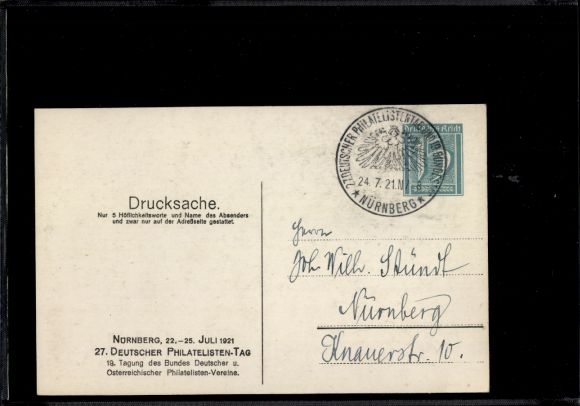 Drucksache.
Nur 5 Höflichkeitsworte und Name des Absenders
und zwar nur auf der Adreßseite gestattet.
NÜRNBERG, 22.–25. JULI 1921
27. DEUTSCHER PHILATELISTEN-TAG
18. Tagung des Bundes Deutscher u.
Österreichischer Philatelisten-Vereine.
27. DEUTSCHER PHILATELISTENTAG
24.7.21.N
★ NÜRNBERG ★
Deutsches Reich
Herrn
Joh. Wilh. Stündt
Nürnberg
Knauerstr. 10.